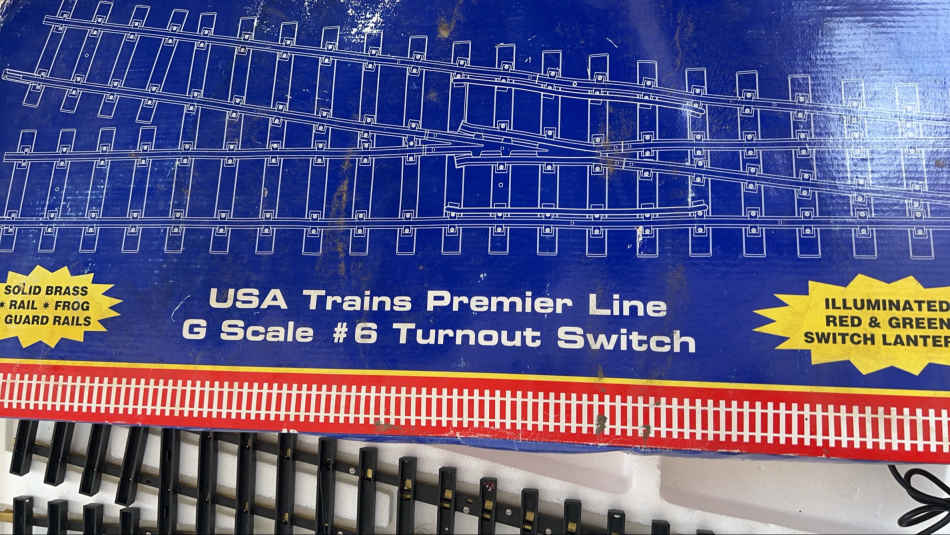 SOLID BRASS
* RAIL * FROG
GUARD RAILS
USA Trains Premier Line
G Scale #6 Turnout Switch
ILLUMINATED
RED & GREEN
SWITCH LANTER